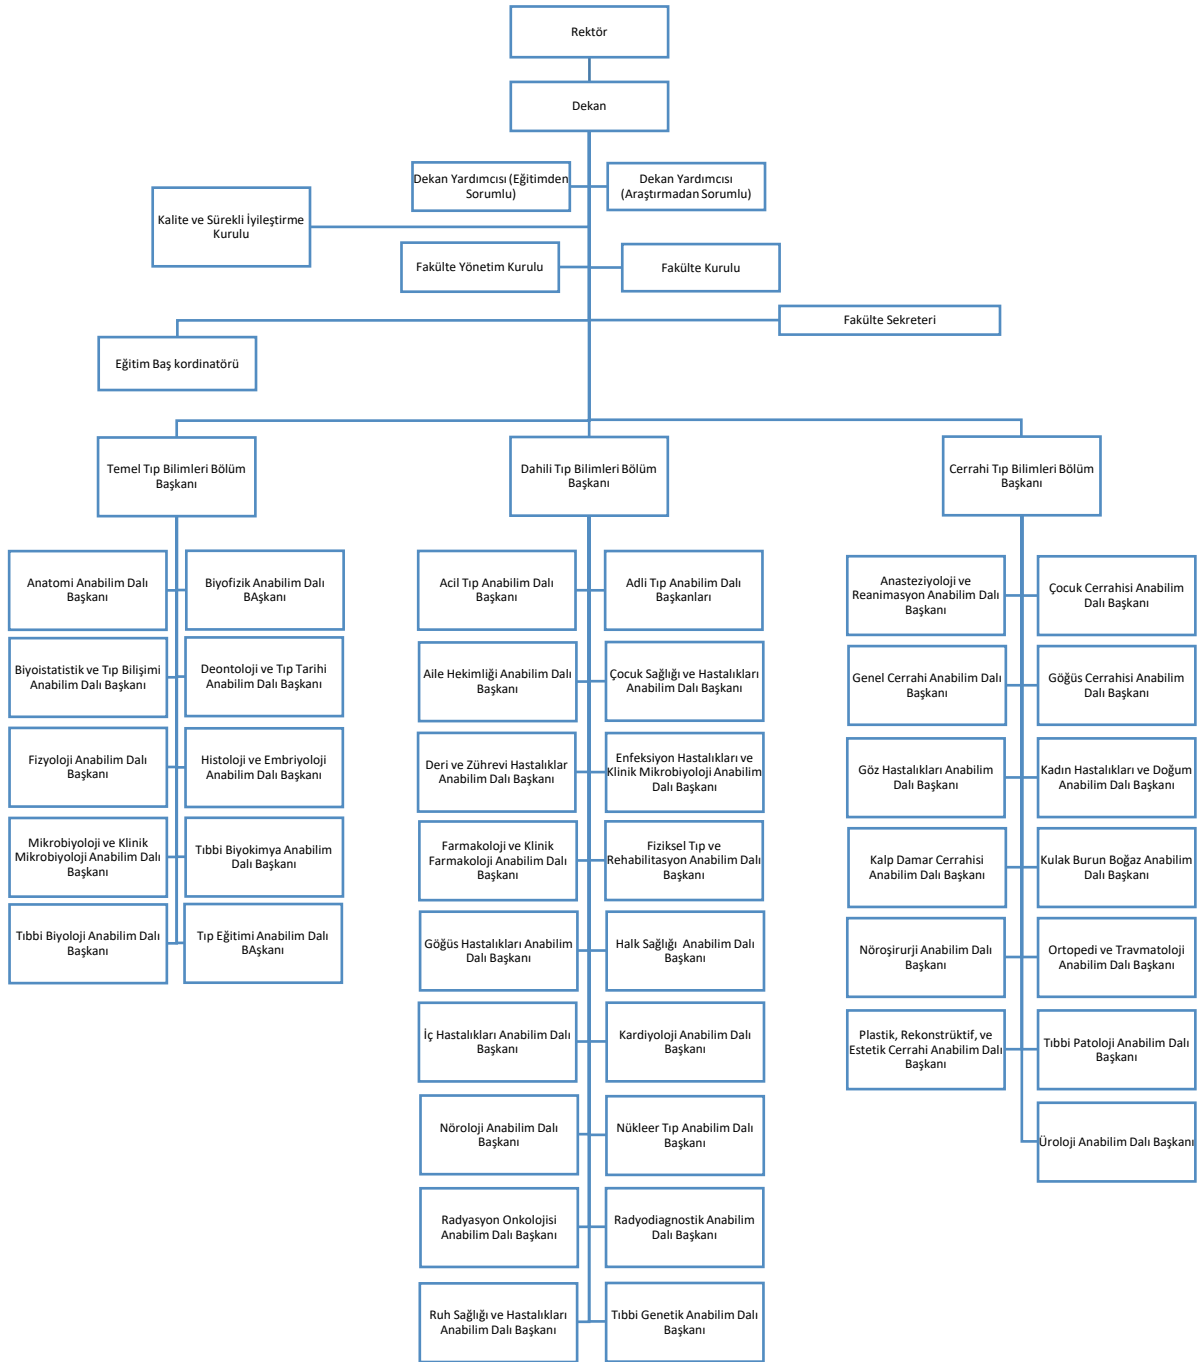 Rektör
Dekan
Dekan Yardımcısı (Eğitimden
Sorumlu)
Dekan Yardımcısı
(Araştırmadan Sorumlu)
Kalite ve Sürekli İyileştirme
Kurulu
Fakülte Yönetim Kurulu
Fakülte Kurulu
Fakülte Sekreteri
Eğitim Baş kordinatörü
Temel Tıp Bilimleri Bölüm
Başkanı
Dahili Tıp Bilimleri Bölüm
Başkanı
Cerrahi Tıp Bilimleri Bölüm
Başkanı
Anatomi Anabilim Dalı
Başkanı
Biyofizik Anabilim Dalı
BAşkanı
Biyoistatistik ve Tıp Bilişimi
Anabilim Dalı Başkanı
Deontoloji ve Tıp Tarihi
Anabilim Dalı Başkanı
Fizyoloji Anabilim Dalı
Başkanı
Histoloji ve Embriyoloji
Anabilim Dalı Başkanı
Mikrobiyoloji ve Klinik
Mikrobiyoloji Anabilim Dalı
Başkanı
Tıbbi Biyokimya Anabilim
Dalı Başkanı
Tıbbi Biyoloji Anabilim Dalı
Başkanı
Tıp Eğitimi Anabilim Dalı
BAşkanı
Acil Tıp Anabilim Dalı
Başkanı
Adli Tıp Anabilim Dalı
Başkanları
Aile Hekimliği Anabilim Dalı
Başkanı
Çocuk Sağlığı ve Hastalıkları
Anabilim Dalı Başkanı
Deri ve Zührevi Hastalıklar
Anabilim Dalı Başkanı
Enfeksiyon Hastalıkları ve
Klinik Mikrobiyoloji Anabilim
Dalı Başkanı
Farmakoloji ve Klinik
Farmakoloji Anabilim Dalı
Başkanı
Fiziksel Tıp ve
Rehabilitasyon Anabilim Dalı
Başkanı
Göğüs Hastalıkları Anabilim
Dalı Başkanı
Halk Sağlığı Anabilim Dalı
Başkanı
İç Hastalıkları Anabilim Dalı
Başkanı
Kardiyoloji Anabilim Dalı
Başkanı
Nöroloji Anabilim Dalı
Başkanı
Nükleer Tıp Anabilim Dalı
Başkanı
Radyasyon Onkolojisi
Anabilim Dalı Başkanı
Radyodiagnostik Anabilim
Dalı Başkanı
Ruh Sağlığı ve Hastalıkları
Anabilim Dalı Başkanı
Tıbbi Genetik Anabilim Dalı
Başkanı
Anasteziyoloji ve
Reanimasyon Anabilim Dalı
Başkanı
Çocuk Cerrahisi Anabilim
Dalı Başkanı
Genel Cerrahi Anabilim Dalı
Başkanı
Göğüs Cerrahisi Anabilim
Dalı Başkanı
Göz Hastalıkları Anabilim
Dalı Başkanı
Kadın Hastalıkları ve Doğum
Anabilim Dalı Başkanı
Kalp Damar Cerrahisi
Anabilim Dalı Başkanı
Kulak Burun Boğaz Anabilim
Dalı Başkanı
Nöroşirurji Anabilim Dalı
Başkanı
Ortopedi ve Travmatoloji
Anabilim Dalı Başkanı
Plastik, Rekonstrüktif, ve
Estetik Cerrahi Anabilim Dalı
Başkanı
Tıbbi Patoloji Anabilim Dalı
Başkanı
Üroloji Anabilim Dalı Başkanı